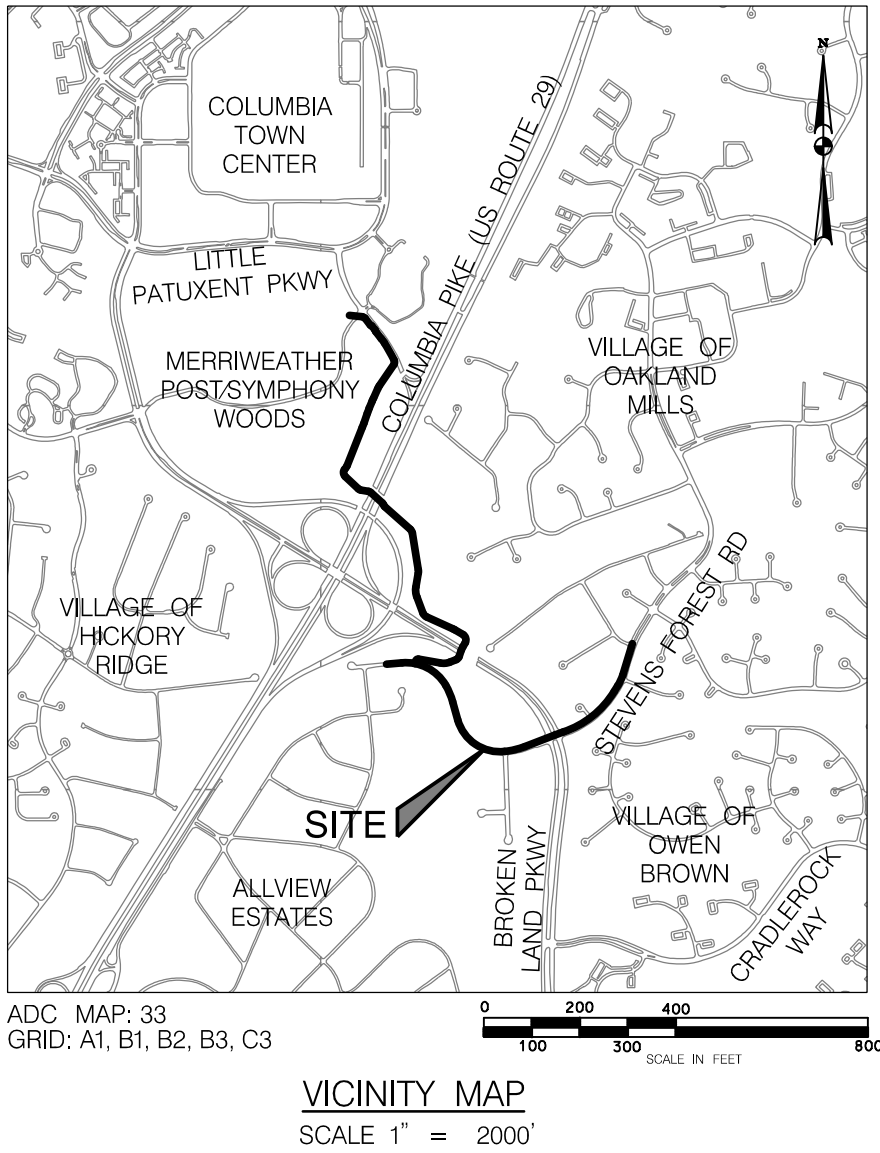 N
COLUMBIA
TOWN
CENTER
COLUMBIA PIKE (US ROUTE 29)
LITTLE
PATUXENT PKWY
MERRIWEATHER
POST/SYMPHONY
WOODS
VILLAGE OF
OAKLAND
MILLS
VILLAGE OF
HICKORY
RIDGE
STEVENS FOREST RD
SITE
VILLAGE OF
OWEN
BROWN
ALLVIEW
ESTATES
BROKEN
LAND PKWY
CRADLEROCK
WAY
ADC MAP: 33
GRID: A1, B1, B2, B3, C3
0 200 400
100 300 800
SCALE IN FEET
VICINITY MAP
SCALE 1" = 2000'